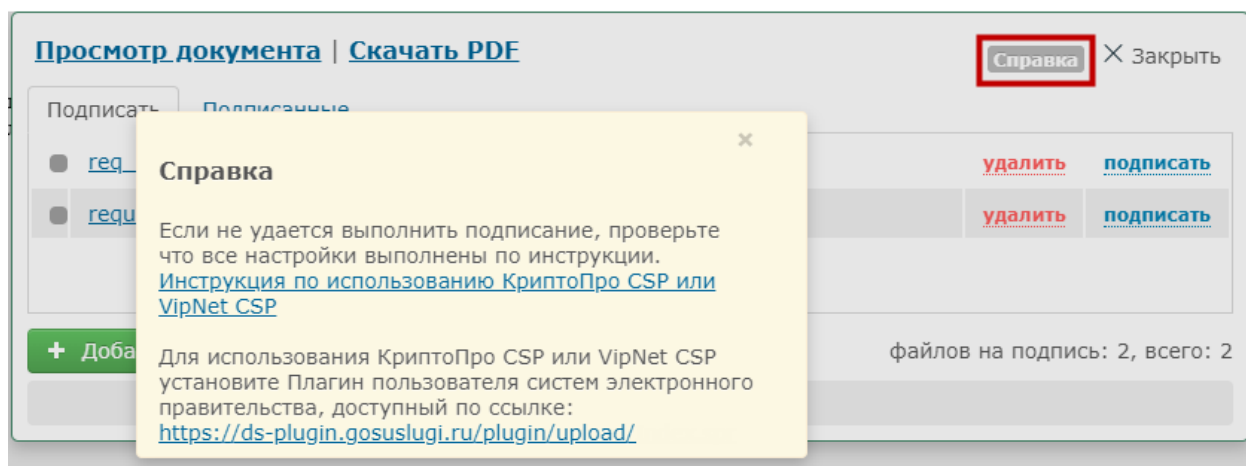 Просмотр документа | Скачать PDF
Справка × Закрыть
Подписать Подписанные
req_ удалить подписать
requ удалить подписать
×
Справка
Если не удается выполнить подписание, проверьте
что все настройки выполнены по инструкции.
Инструкция по использованию КриптоПро CSP или
VipNet CSP
Для использования КриптоПро CSP или VipNet CSP
установите Плагин пользователя систем электронного
правительства, доступный по ссылке:
https://ds-plugin.gosuslugi.ru/plugin/upload/
+ Доба
файлов на подпись: 2, всего: 2